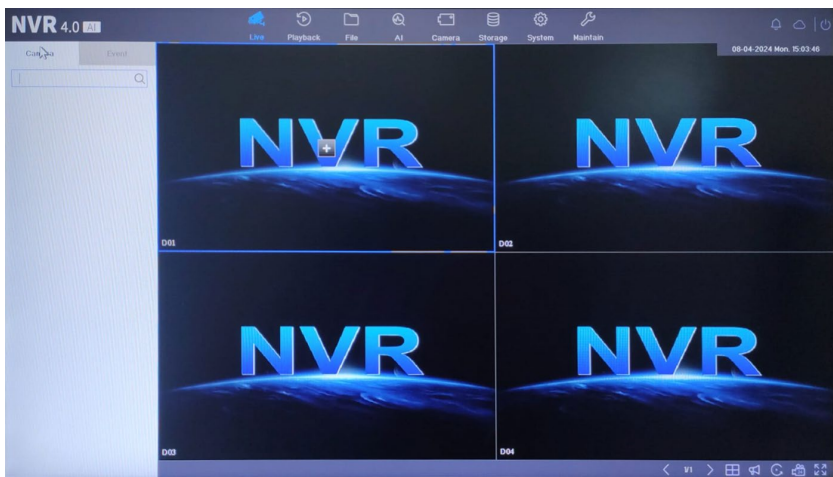 NVR 4.0 AI
Live Playback File AI Camera Storage System Maintain
08-04-2024 Mon. 15:03:46
Event
NVR
D01
NVR
D02
NVR
D03
NVR
D04
1/1